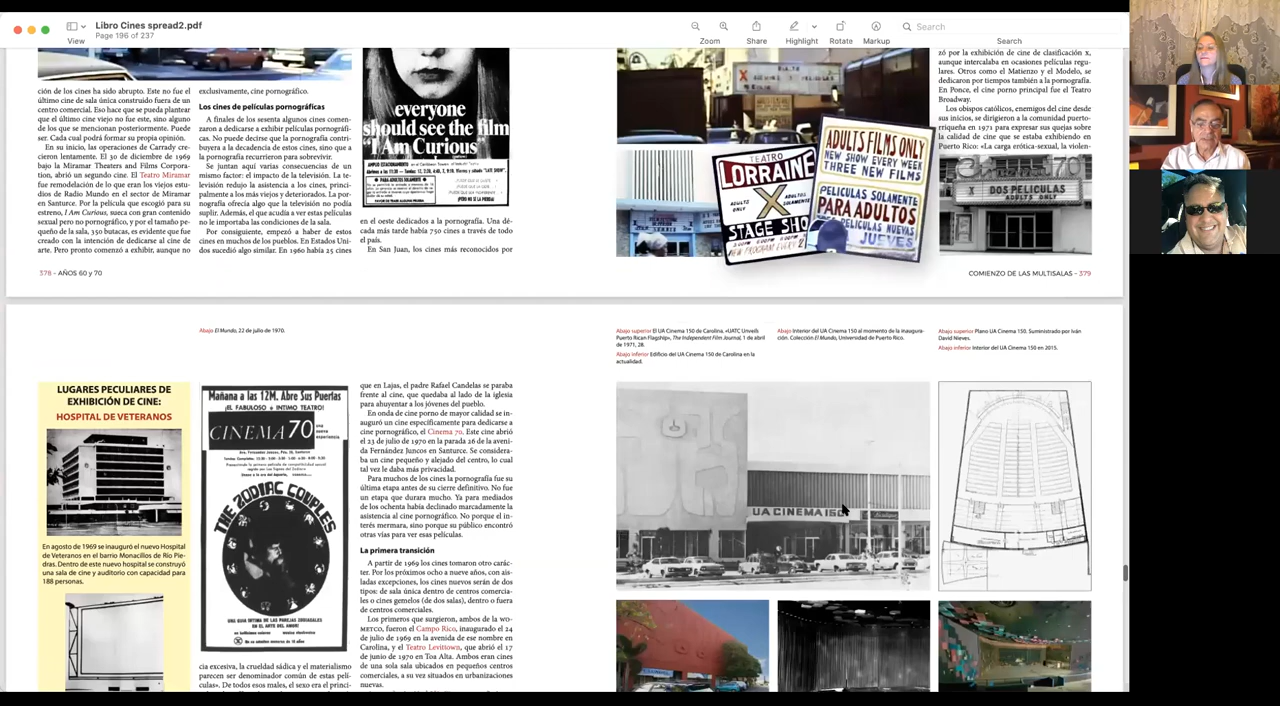 Libro Cines spread2.pdf
Page 196 of 237
View
Zoom
Share
Highlight
Rotate
Markup
Search
Search
ción de los cines ha sido abrupto. Este no fue el
último cine de sala única construido fuera de un
centro comercial. Eso hace que se pueda plantear
que el último cine viejo no fue este, sino alguno
de los que se mencionan posteriormente. Puede
ser. Cada cual podrá formar su propia opinión.
En su inicio, las operaciones de Carrady cre-
cieron lentamente. El 30 de diciembre de 1969
bajo la Miramar Theaters and Films Corpora-
tion, abrió un segundo cine. El Teatro Miramar
fue remodelación de lo que eran los viejos estu-
dios de Radio Mundo en el sector de Miramar
en Santurce. Por la película que escogió para su
estreno, I Am Curious, sueca con gran contenido
sexual pero no pornográfico, y por el tamaño pe-
queño de la sala, 350 butacas, es evidente que fue
creado con la intención de dedicarse al cine de
arte. Pero pronto comenzó a exhibir, aunque no
exclusivamente, cine pornográfico.
Los cines de películas pornográficas
A finales de los sesenta algunos cines comen-
zaron a dedicarse a exhibir películas pornográfi-
cas. No puede decirse que la pornografía contri-
buyera a la decadencia de estos cines, sino que a
la pornografía recurrieron para sobrevivir.
Se juntan aquí varias consecuencias de un
mismo factor: el impacto de la televisión. La te-
levisión redujo la asistencia a los cines, princi-
palmente a los más viejos y deteriorados. La por-
nografía ofrecía algo que la televisión no podía
suplir. Además, el que acudía a ver estas películas
no le importaba las condiciones de la sala.
Por consiguiente, empezó a haber de estos
cines en muchos de los pueblos. En Estados Uni-
dos sucedió algo similar. En 1960 había 25 cines
everyone
should see the film
"I Am Curious"
en el oeste dedicados a la pornografía. Una dé-
cada más tarde había 750 cines a través de todo
el país.
En San Juan, los cines más reconocidos por
378 - AÑOS 60 y 70
RIALTO
TEATRO
LORRAINE
ADULTS
ONLY
X
STAGE SHOW
ADULTS FILMS ONLY
NEW SHOW EVERY WEEK
THREE NEW FILMS
PELICULAS SOLAMENTE
PARA ADULTOS
PELICULAS NUEVAS
JUEVES
zó por la exhibición de cine de clasificación x,
aunque intercalaba en ocasiones películas regu-
lares. Otros como el Matienzo y el Modelo, se
dedicaron por tiempos también a la pornografía.
En Ponce, el cine porno principal fue el Teatro
Broadway.
Los obispos católicos, enemigos del cine desde
sus inicios, se dirigieron a la comunidad puerto-
rriqueña en 1971 para expresar sus quejas sobre
la calidad de cine que se estaba exhibiendo en
Puerto Rico: «La carga erótica-sexual, la violen-
DOS PELICULAS
ADULTOS ONLY
COMIENZO DE LAS MULTISALAS - 379
Abajo El Mundo, 22 de julio de 1970.
LUGARES PECULIARES DE
EXHIBICIÓN DE CINE:
HOSPITAL DE VETERANOS
En agosto de 1969 se inauguró el nuevo Hospital
de Veteranos en el barrio Monacillos de Río Pie-
dras. Dentro de este nuevo hospital se construyó
una sala de cine y auditorio con capacidad para
188 personas.
Mañana a las 12M. Abre Sus Puertas
¡EL FABULOSO + INTIMO TEATRO!
CINEMA 70
una
nueva
experiencia
THE ZODIAC COUPLES
cia excesiva, la crueldad sádica y el materialismo
parecen ser denominador común de estas pelí-
culas». De todos esos males, el sexo era el princi-
que en Lajas, el padre Rafael Candelas se paraba
frente al cine, que quedaba al lado de la iglesia
para ahuyentar a los jóvenes del pueblo.
En onda de cine porno de mayor calidad se in-
auguró un cine específicamente para dedicarse a
cine pornográfico, el Cinema 70. Este cine abrió
el 23 de julio de 1970 en la parada 26 de la aveni-
da Fernández Juncos en Santurce. Se considera-
ba un cine pequeño y alejado del centro, lo cual
tal vez le daba más privacidad.
Para muchos de los cines la pornografía fue su
última etapa antes de su cierre definitivo. No fue
un etapa que durara mucho. Ya para mediados
de los ochenta había declinado marcadamente la
asistencia al cine pornográfico. No porque el in-
terés mermara, sino porque su público encontró
otras vías para ver esas películas.
La primera transición
A partir de 1969 los cines tomaron otro carác-
ter. Por los próximos ocho a nueve años, con ais-
ladas excepciones, los cines nuevos serán de dos
tipos: de sala única dentro de centros comercia-
les o cines gemelos (de dos salas), dentro o fuera
de centros comerciales.
Los primeros que surgieron, ambos de la WO-
METCO, fueron el Campo Rico, inaugurado el 24
de julio de 1969 en la avenida de ese nombre en
Carolina, y el Teatro Levittown, que abrió el 17
de junio de 1970 en Toa Alta. Ambos eran cines
de una sola sala ubicados en pequeños centros
comerciales, a su vez situados en urbanizaciones
nuevas.
Abajo superior El UA Cinema 150 de Carolina. «UATC Unveils
Puerto Rican Flagship», The Independent Film Journal, 1 de abril
de 1971, 28.
Abajo inferior Edificio del UA Cinema 150 de Carolina en la
actualidad.
Abajo Interior del UA Cinema 150 al momento de la inaugura-
ción. Colección El Mundo, Universidad de Puerto Rico.
Abajo superior Plano UA Cinema 150. Suministrado por Iván
David Nieves.
Abajo inferior Interior del UA Cinema 150 en 2015.
UA CINEMA 150